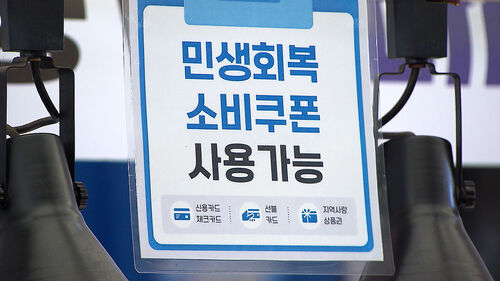 민생회복
소비쿠폰
사용가능
신용카드
체크카드
선불
카드
지역사랑
상품권